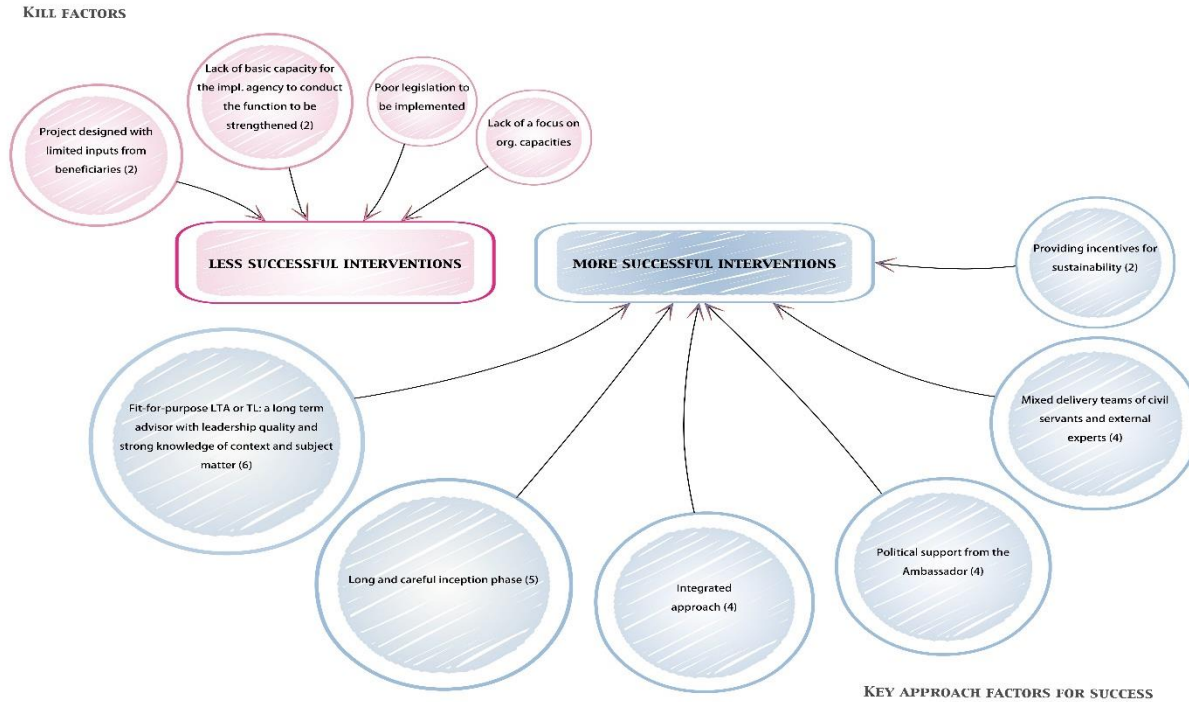 KILL FACTORS
Project designed with
limited inputs from
beneficiaries (2)
Lack of basic capacity for
the impl. agency to conduct
the function to be
strengthened (2)
Poor legislation to
be implemented
Lack of a focus on
org. capacities
LESS SUCCESSFUL INTERVENTIONS
MORE SUCCESSFUL INTERVENTIONS
Providing incentives for
sustainability (2)
Mixed delivery teams of civil
servants and external
experts (4)
Political support from the
Ambassador (4)
Integrated
approach (4)
Long and careful inception phase (5)
Fit-for-purpose LTA or TL: a long term
advisor with leadership quality and
strong knowledge of context and subject
matter (6)
KEY APPROACH FACTORS FOR SUCCESS